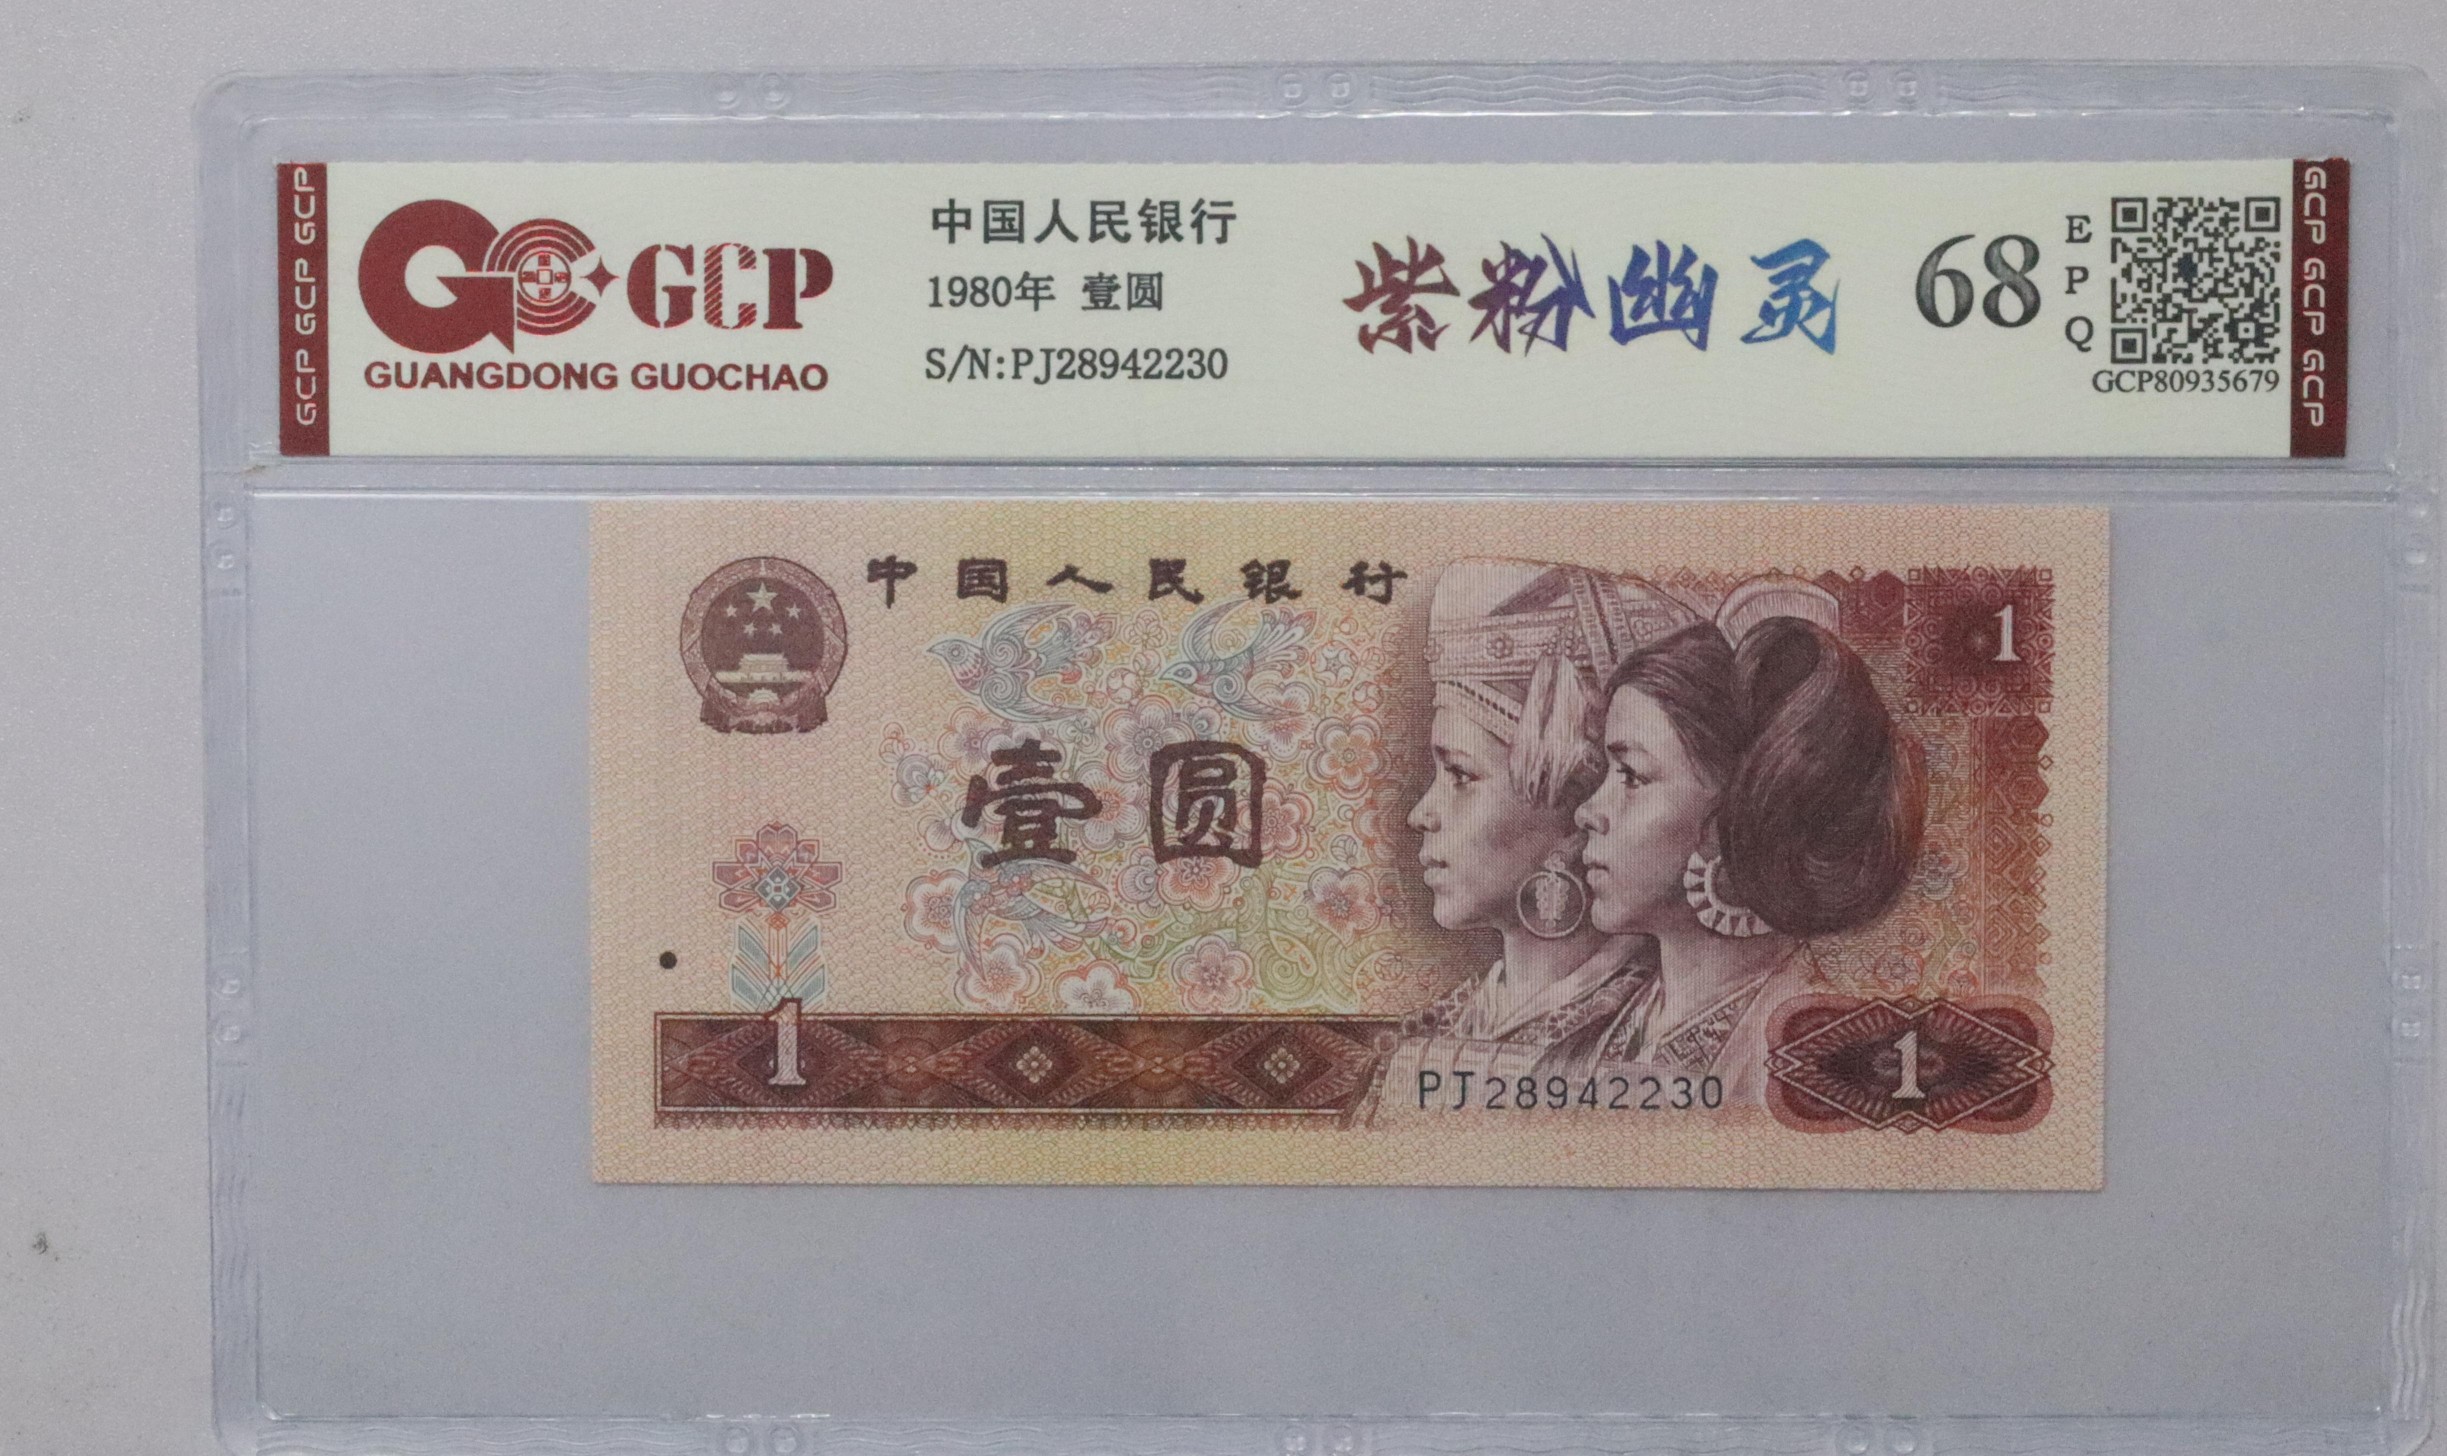 GCP GCP GCP
GCP
GUANGDONG GUOCHAO
中国人民银行
1980年 壹圆
S/N:PJ28942230
紫粉幽灵
68
E
P
Q
GCP80935679
GCP GCP GCP
中国人民银行
1
壹圆
1
PJ28942230
1